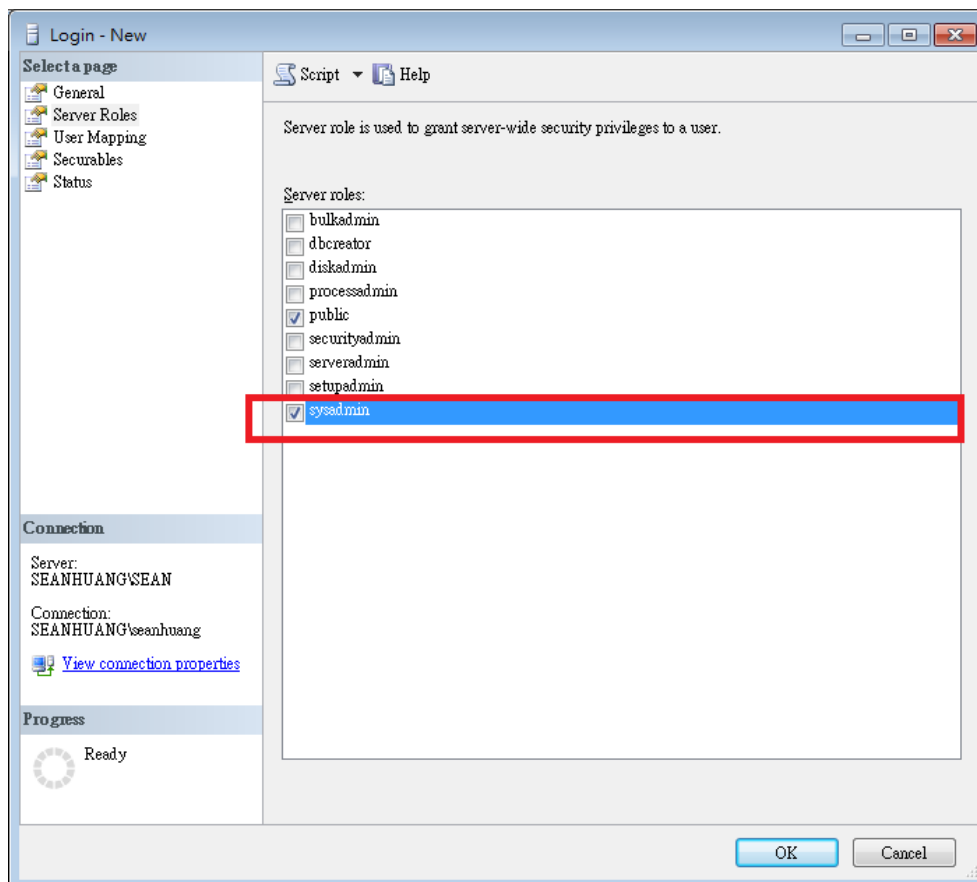 Login - New
Select a page
General
Server Roles
User Mapping
Securables
Status
Script
Help
Server role is used to grant server-wide security privileges to a user.
Server roles:
bulkadmin
dbcreator
diskadmin
processadmin
public
securityadmin
serveradmin
setupadmin
sysadmin
Connection
Server:
SEANHUANG\SEAN
Connection:
SEANHUANG\seanhuang
View connection properties
Progress
Ready
OK
Cancel